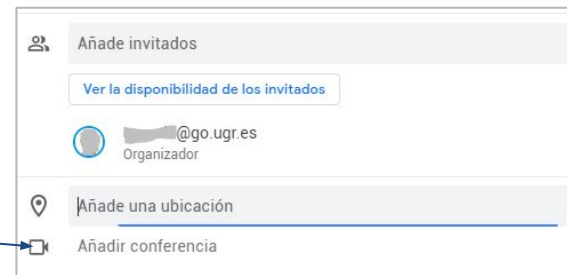 Añade invitados
Ver la disponibilidad de los invitados
@go.ugr.es
Organizador
Añade una ubicación
Añadir conferencia